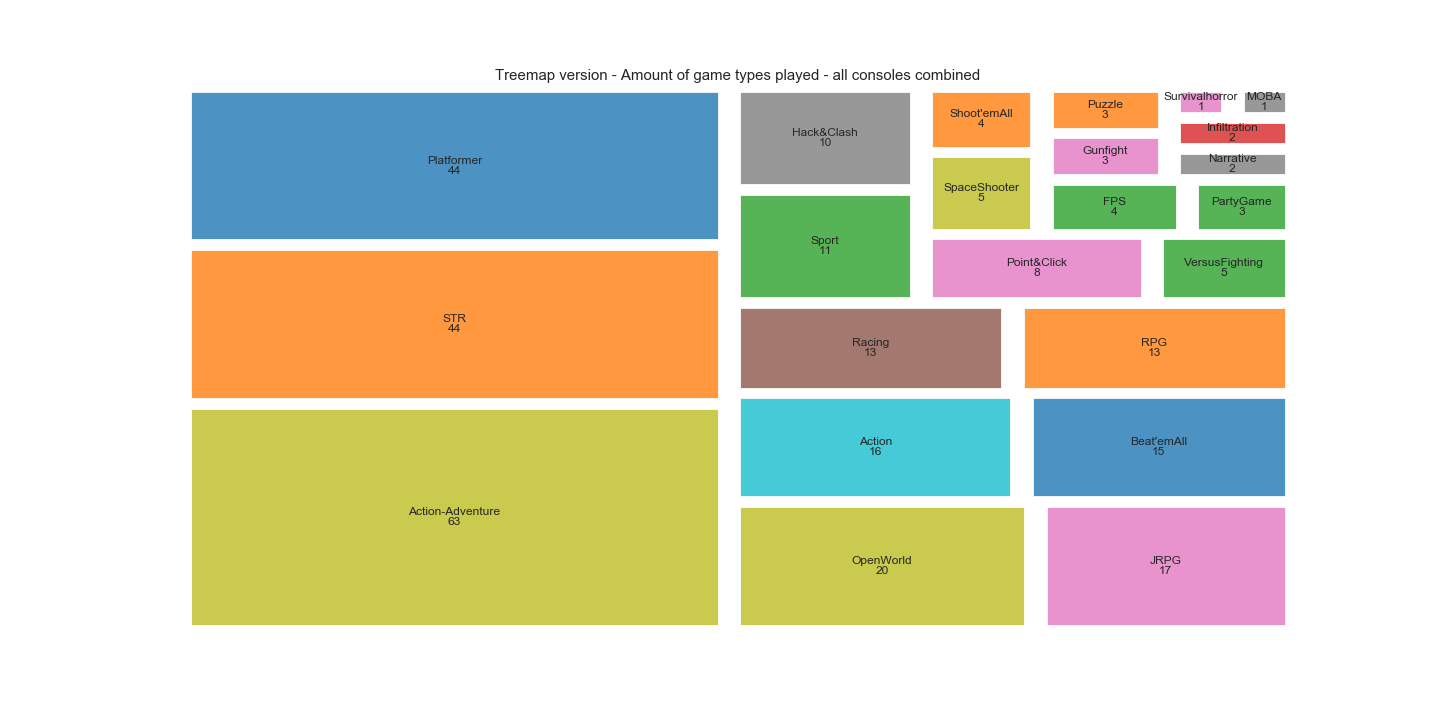 Treemap version - Amount of game types played - all consoles combined
Platformer
44
STR
44
Action-Adventure
63
Hack&Clash
10
Sport
11
Shoot'emAll
4
SpaceShooter
5
Puzzle
3
Gunfight
3
Survivalhorror
1
MOBA
1
Infiltration
2
Narrative
2
FPS
4
PartyGame
3
Point&Click
8
VersusFighting
5
Racing
13
RPG
13
Action
16
Beat'emAll
15
OpenWorld
20
JRPG
17